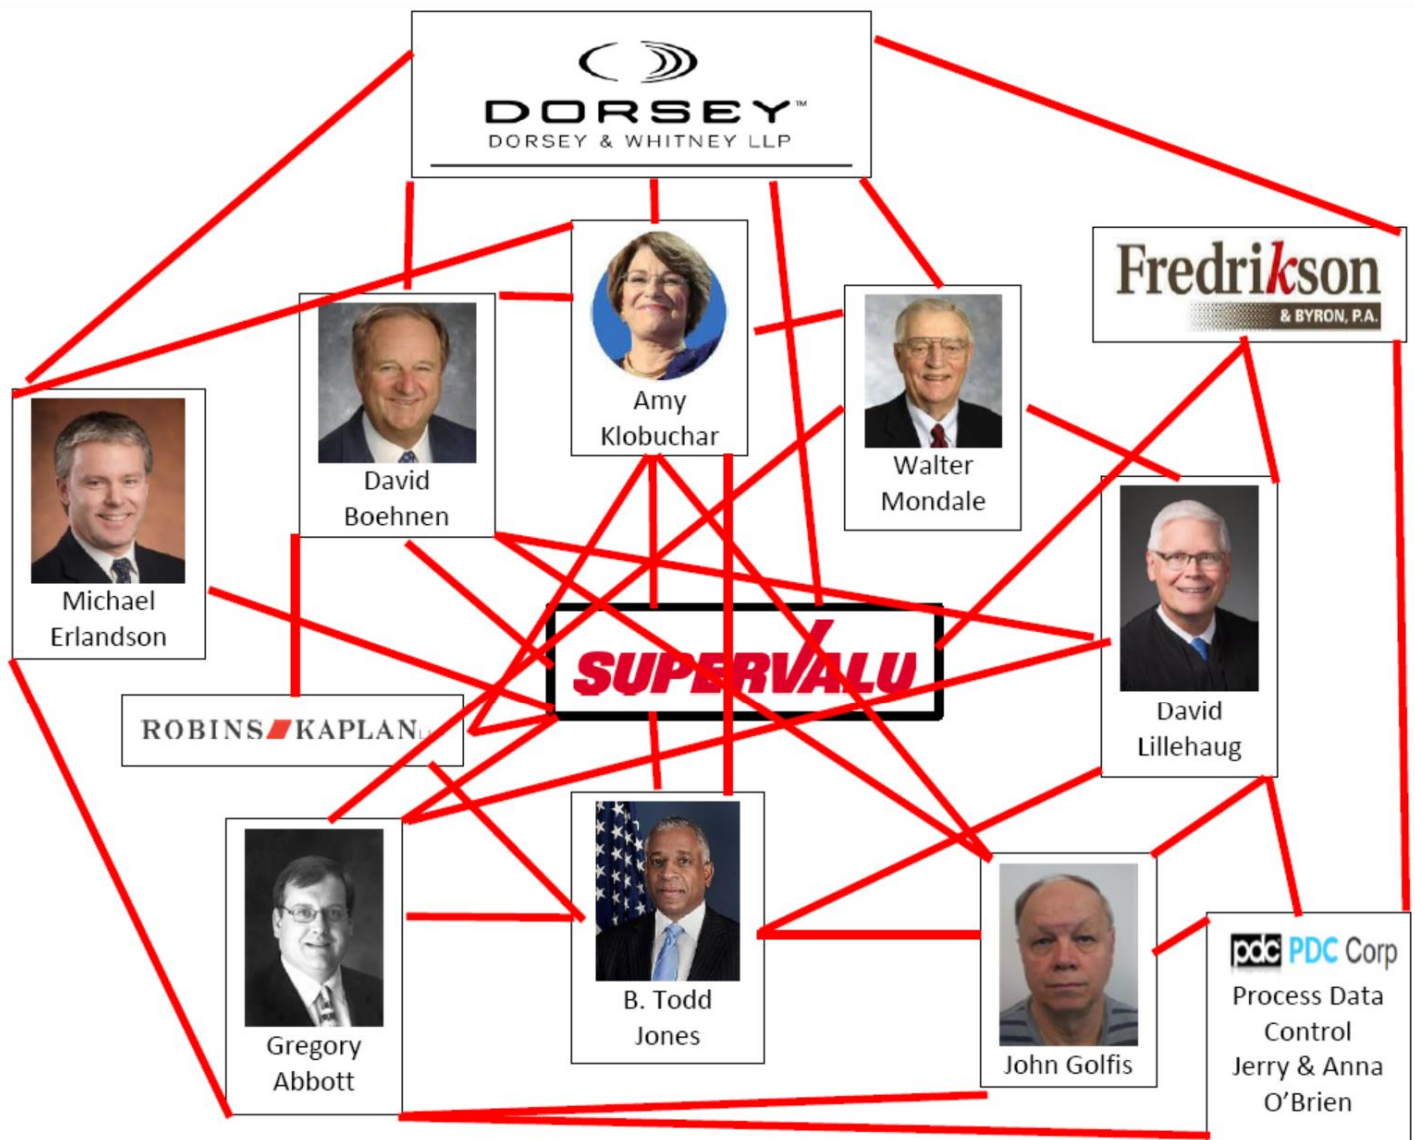 DORSEY™
DORSEY & WHITNEY LLP
Fredrikson
& BYRON, P.A.
Amy
Klobuchar
David
Boehnen
Walter
Mondale
Michael
Erlandson
SUPERVALU
David
Lillehaug
ROBINS KAPLAN
Gregory
Abbott
B. Todd
Jones
John Golfis
pdc PDC Corp
Process Data
Control
Jerry & Anna
O'Brien